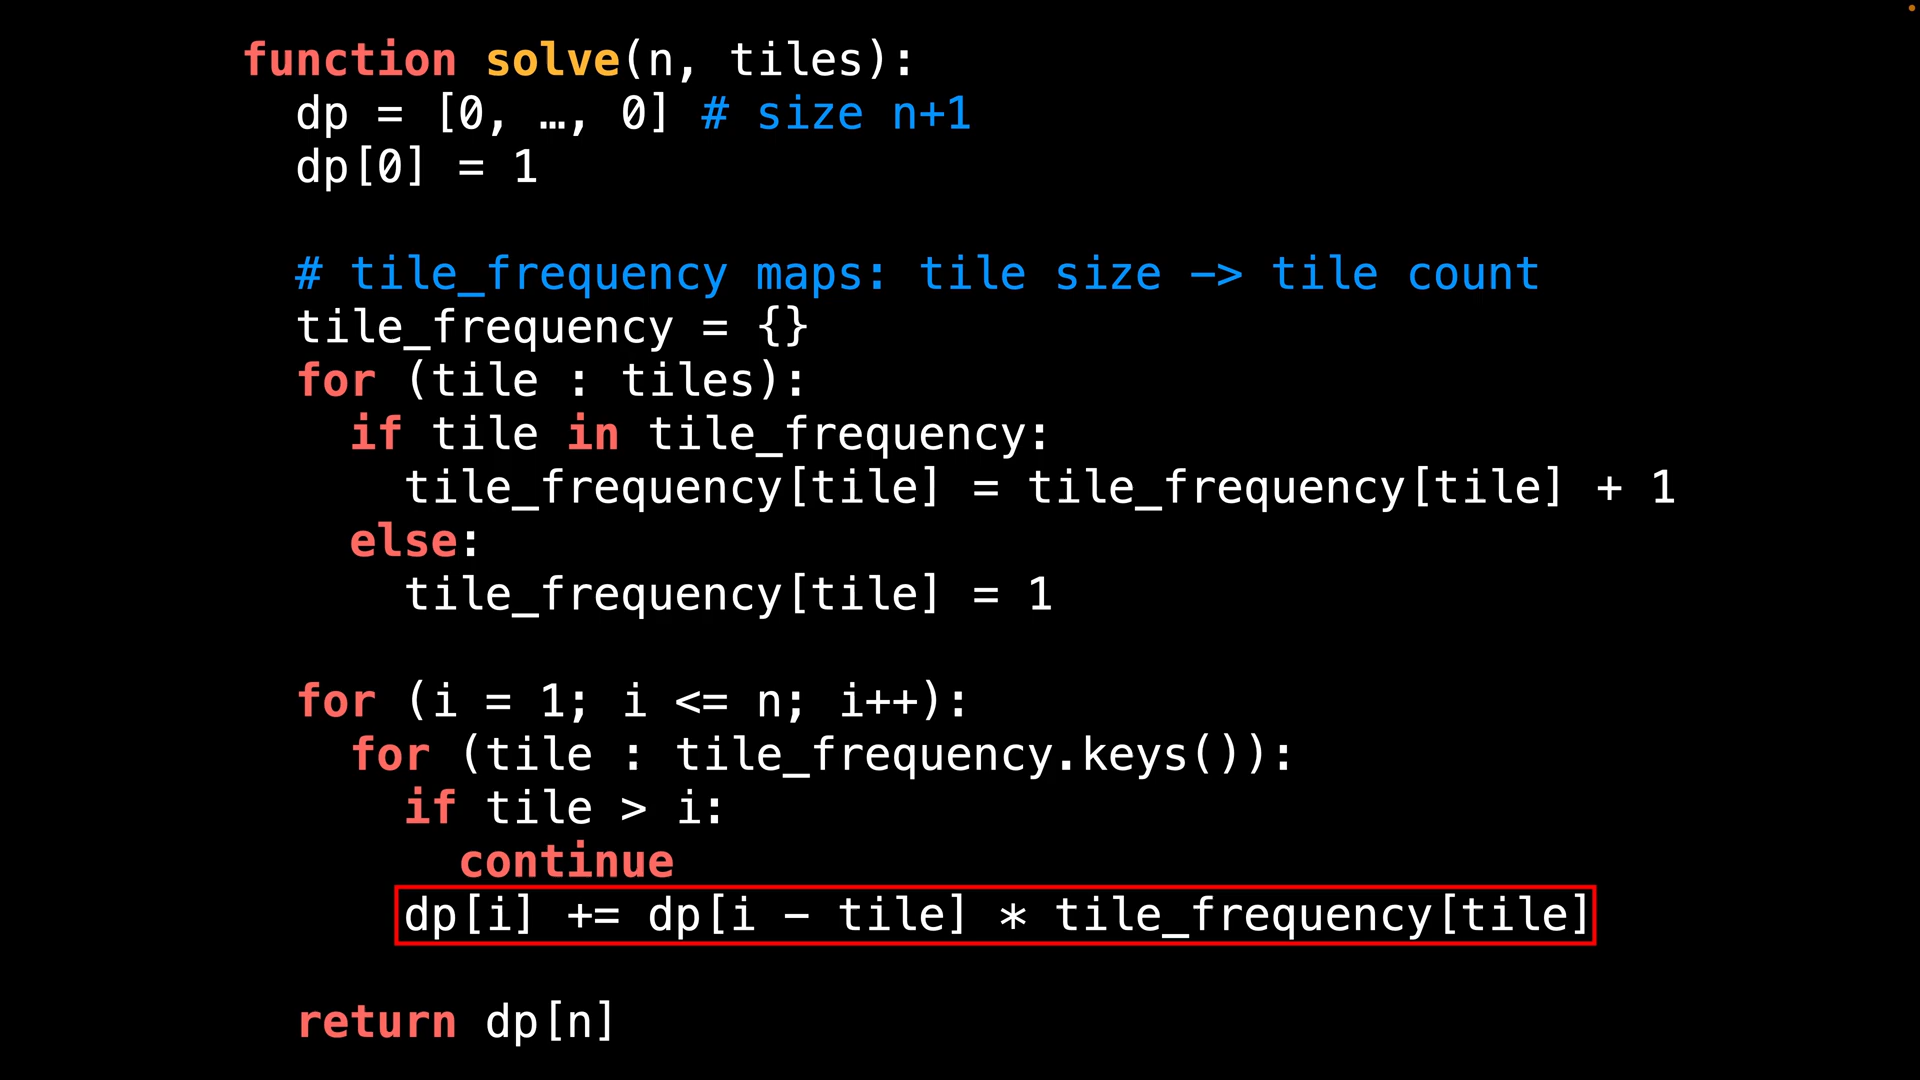 function solve(n, tiles):
dp = [0, …, 0] # size n+1
dp[0] = 1
# tile_frequency maps: tile size -> tile count
tile_frequency = {}
for (tile : tiles):
if tile in tile_frequency:
tile_frequency[tile] = tile_frequency[tile] + 1
else:
tile_frequency[tile] = 1
for (i = 1; i <= n; i++):
for (tile : tile_frequency.keys()):
if tile > i:
continue
dp[i] += dp[i - tile] * tile_frequency[tile]
return dp[n]